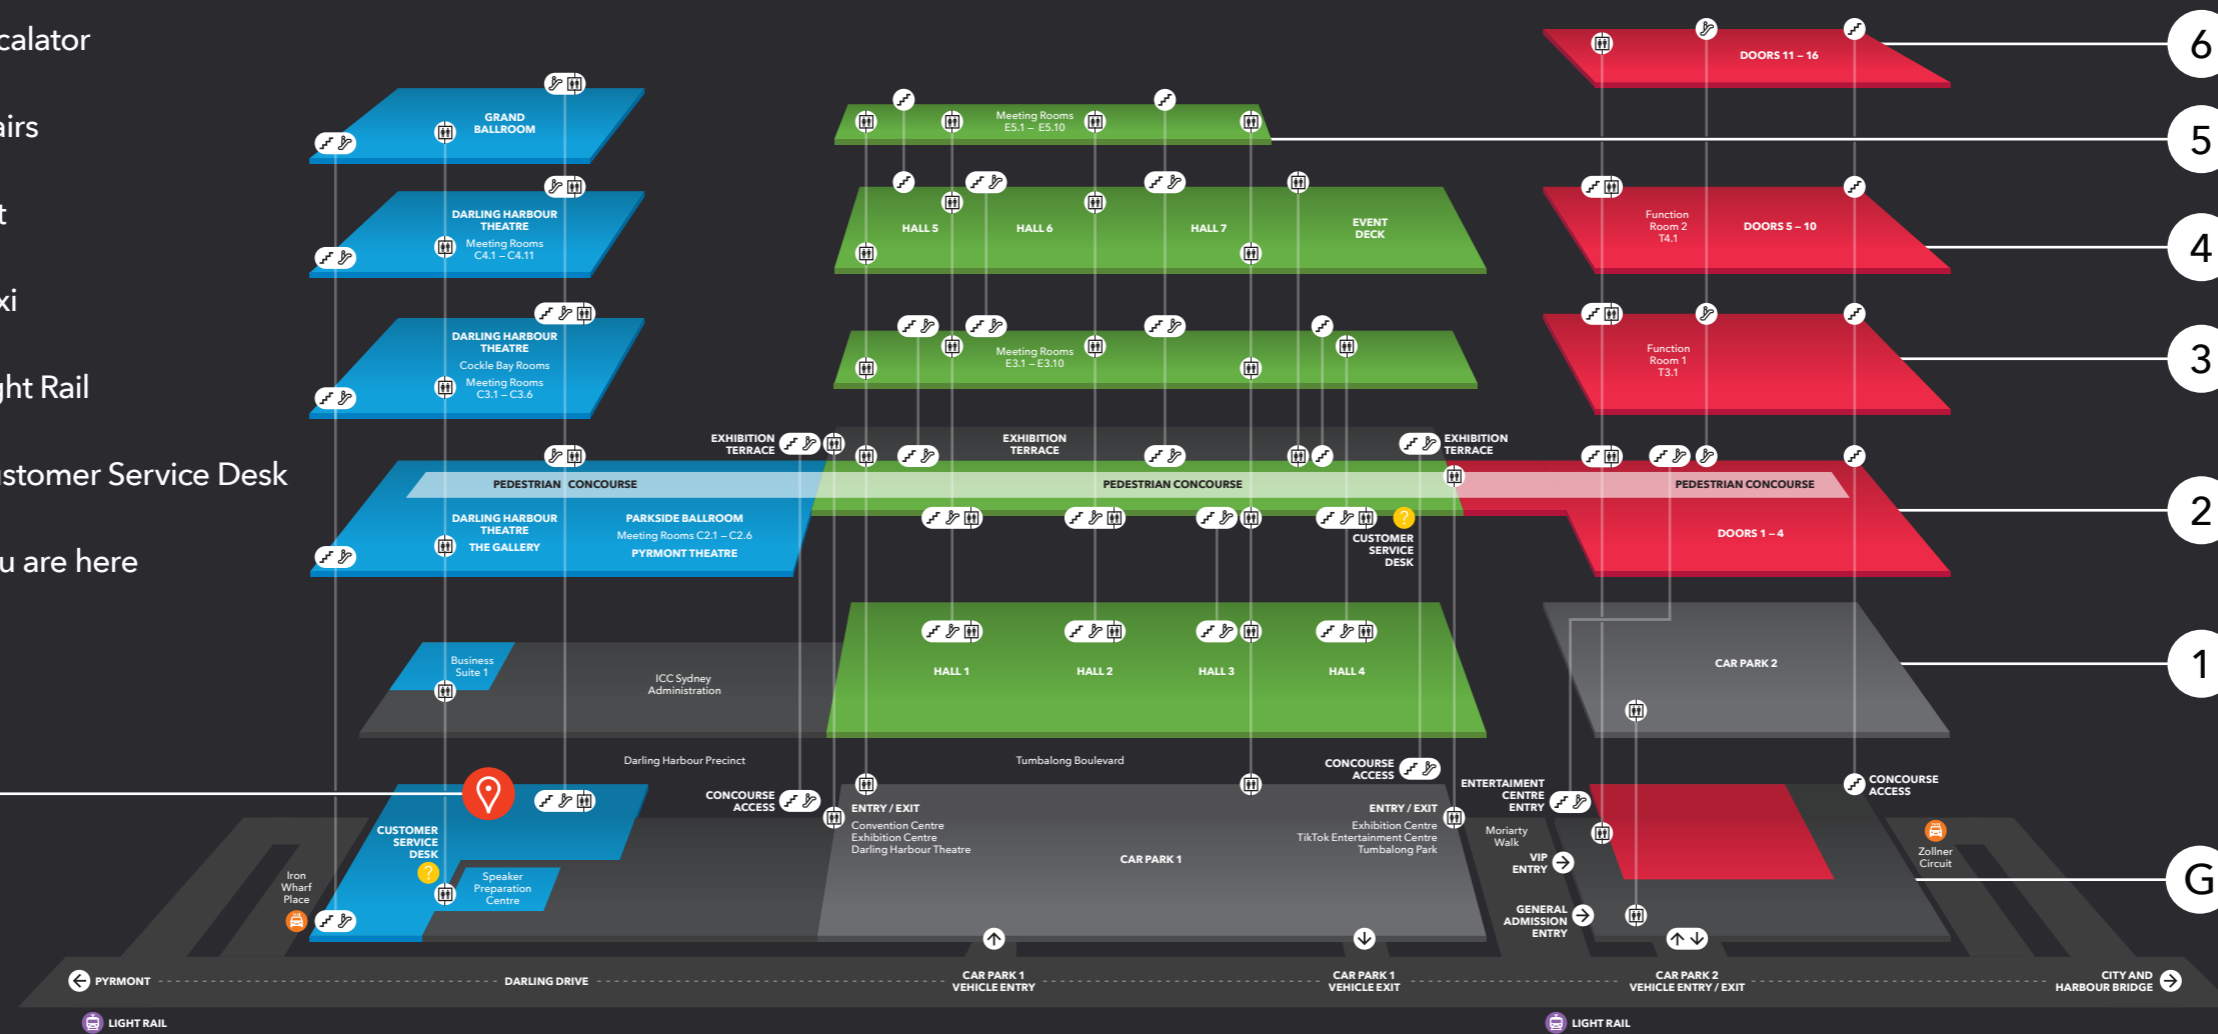 calator
airs
t
xi
ght Rail
ustomer Service Desk
u are here
GRAND
BALLROOM
DARLING HARBOUR
THEATRE
Meeting Rooms
C4.1 – C4.11
DARLING HARBOUR
THEATRE
Cockle Bay Rooms
Meeting Rooms
C3.1 – C3.6
PEDESTRIAN CONCOURSE
DARLING HARBOUR
THEATRE
THE GALLERY
PARKSIDE BALLROOM
Meeting Rooms C2.1 – C2.6
PYRMONT THEATRE
Business
Suite 1
ICC Sydney
Administration
Darling Harbour Precinct
CUSTOMER
SERVICE
DESK
?
Speaker
Preparation
Centre
Iron
Wharf
Place
Meeting Rooms
E5.1 – E5.10
HALL 5
HALL 6
HALL 7
EVENT
DECK
Meeting Rooms
E3.1 – E3.10
EXHIBITION
TERRACE
EXHIBITION
TERRACE
EXHIBITION
TERRACE
PEDESTRIAN CONCOURSE
?
CUSTOMER
SERVICE
DESK
HALL 1
HALL 2
HALL 3
HALL 4
Tumbalong Boulevard
CONCOURSE
ACCESS
CONCOURSE
ACCESS
ENTRY / EXIT
Convention Centre
Exhibition Centre
Darling Harbour Theatre
CAR PARK 1
ENTRY / EXIT
Exhibition Centre
TikTok Entertainment Centre
Tumbalong Park
DOORS 11 – 16
Function
Room 2
T4.1
DOORS 5 – 10
Function
Room 1
T3.1
PEDESTRIAN CONCOURSE
DOORS 1 – 4
CAR PARK 2
ENTERTAIMENT
CENTRE
ENTRY
CONCOURSE
ACCESS
Moriarty
Walk
VIP
ENTRY
GENERAL
ADMISSION
ENTRY
Zollner
Circuit
6
5
4
3
2
1
G
PYRMONT
DARLING DRIVE
CAR PARK 1
VEHICLE ENTRY
CAR PARK 1
VEHICLE EXIT
CAR PARK 2
VEHICLE ENTRY / EXIT
CITY AND
HARBOUR BRIDGE
LIGHT RAIL
LIGHT RAIL